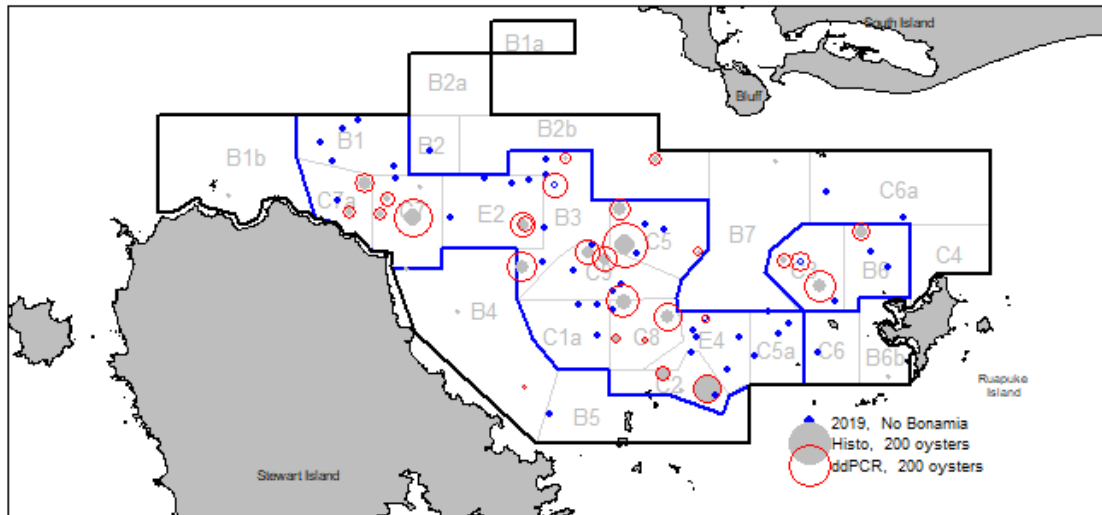 South Island
B1a
B2a
Bluff
B1
B2
B2b
B1b
C7a
C6a
E2
B3
B7
C5
C3
B6
C4
C9
B4
C1a
C8
E4
C5a
C6
B6b
C2
Ruapuke
Island
B5
2019, No Bonamia
Histo, 200 oysters
ddPCR, 200 oysters
Stewart Island